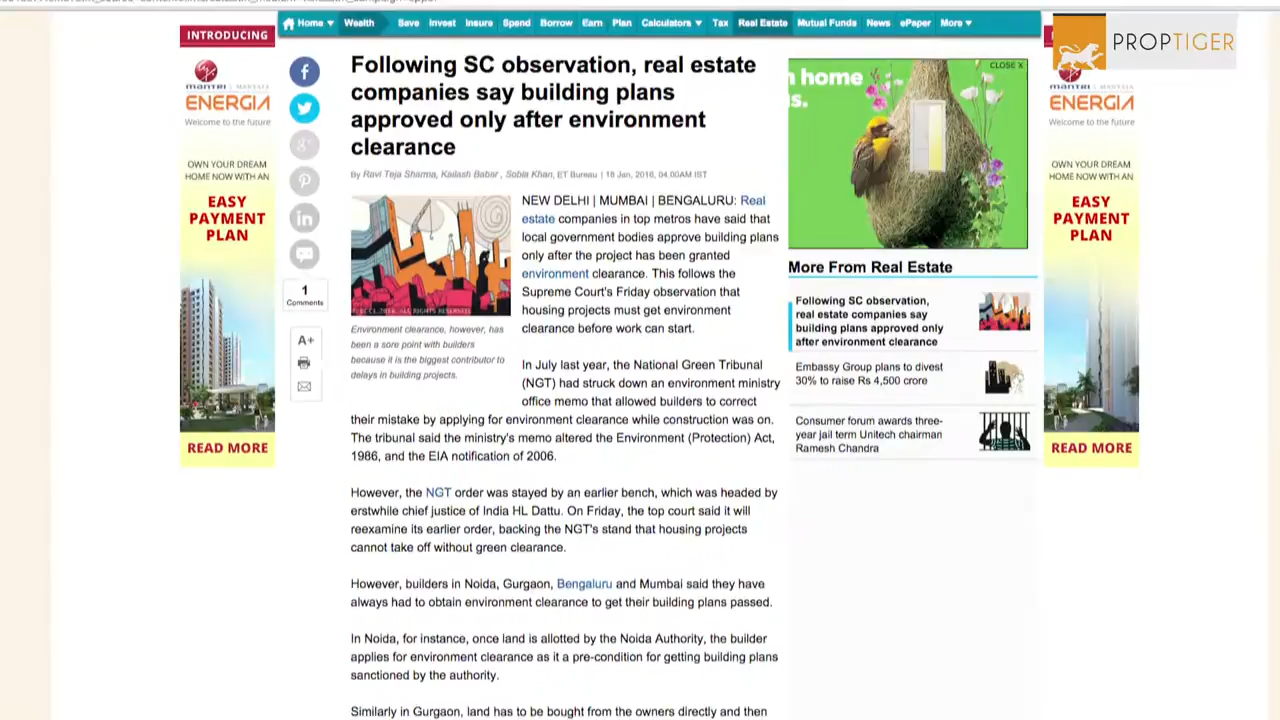 Home Wealth Save Invest Insure Spend Borrow Earn Plan Calculators Tax Real Estate Mutual Funds News ePaper More
INTRODUCING
ENERGIA
Welcome to the future
OWN YOUR DREAM
HOME NOW WITH AN
EASY
PAYMENT
PLAN
READ MORE
1
Comments
A+
Following SC observation, real estate
companies say building plans
approved only after environment
clearance
By Ravi Teja Sharma, Kailash Babar, Sobia Khan, ET Bureau | 18 Jan, 2016, 04.00AM IST
Environment clearance, however, has
been a sore point with builders
because it is the biggest contributor to
delays in building projects.
NEW DELHI | MUMBAI | BENGALURU: Real
estate companies in top metros have said that
local government bodies approve building plans
only after the project has been granted
environment clearance. This follows the
Supreme Court's Friday observation that
housing projects must get environment
clearance before work can start.
In July last year, the National Green Tribunal
(NGT) had struck down an environment ministry
office memo that allowed builders to correct
their mistake by applying for environment clearance while construction was on.
The tribunal said the ministry's memo altered the Environment (Protection) Act,
1986, and the EIA notification of 2006.
However, the NGT order was stayed by an earlier bench, which was headed by
erstwhile chief justice of India HL Dattu. On Friday, the top court said it will
reexamine its earlier order, backing the NGT's stand that housing projects
cannot take off without green clearance.
However, builders in Noida, Gurgaon, Bengaluru and Mumbai said they have
always had to obtain environment clearance to get their building plans passed.
In Noida, for instance, once land is allotted by the Noida Authority, the builder
applies for environment clearance as it a pre-condition for getting building plans
sanctioned by the authority.
Similarly in Gurgaon, land has to be bought from the owners directly and then
CLOSE X
home
s.
More From Real Estate
Following SC observation,
real estate companies say
building plans approved only
after environment clearance
Embassy Group plans to divest
30% to raise Rs 4,500 crore
Consumer forum awards three-
year jail term Unitech chairman
Ramesh Chandra
PROPTIGER
ENERGIA
Welcome to the future
OWN YOUR DREAM
HOME NOW WITH AN
EASY
PAYMENT
PLAN
READ MORE